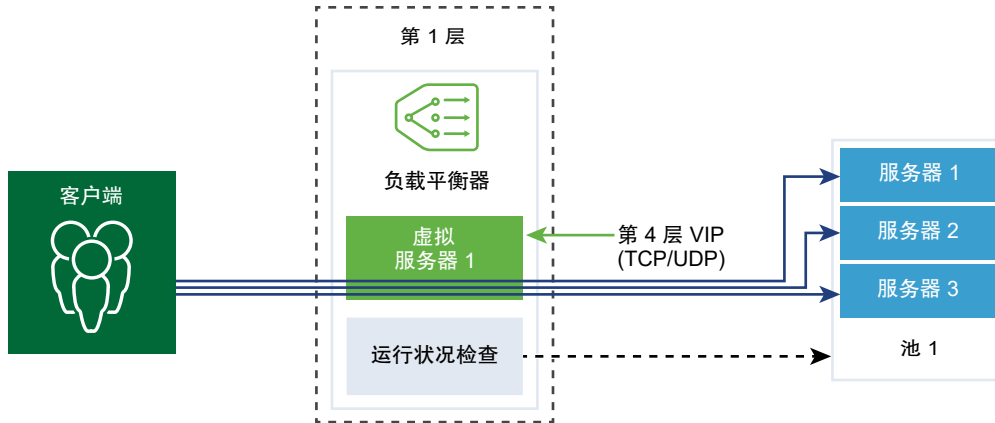 第 1 层
负载平衡器
客户端
虚拟
服务器 1
第 4 层 VIP
(TCP/UDP)
运行状况检查
服务器 1
服务器 2
服务器 3
池 1